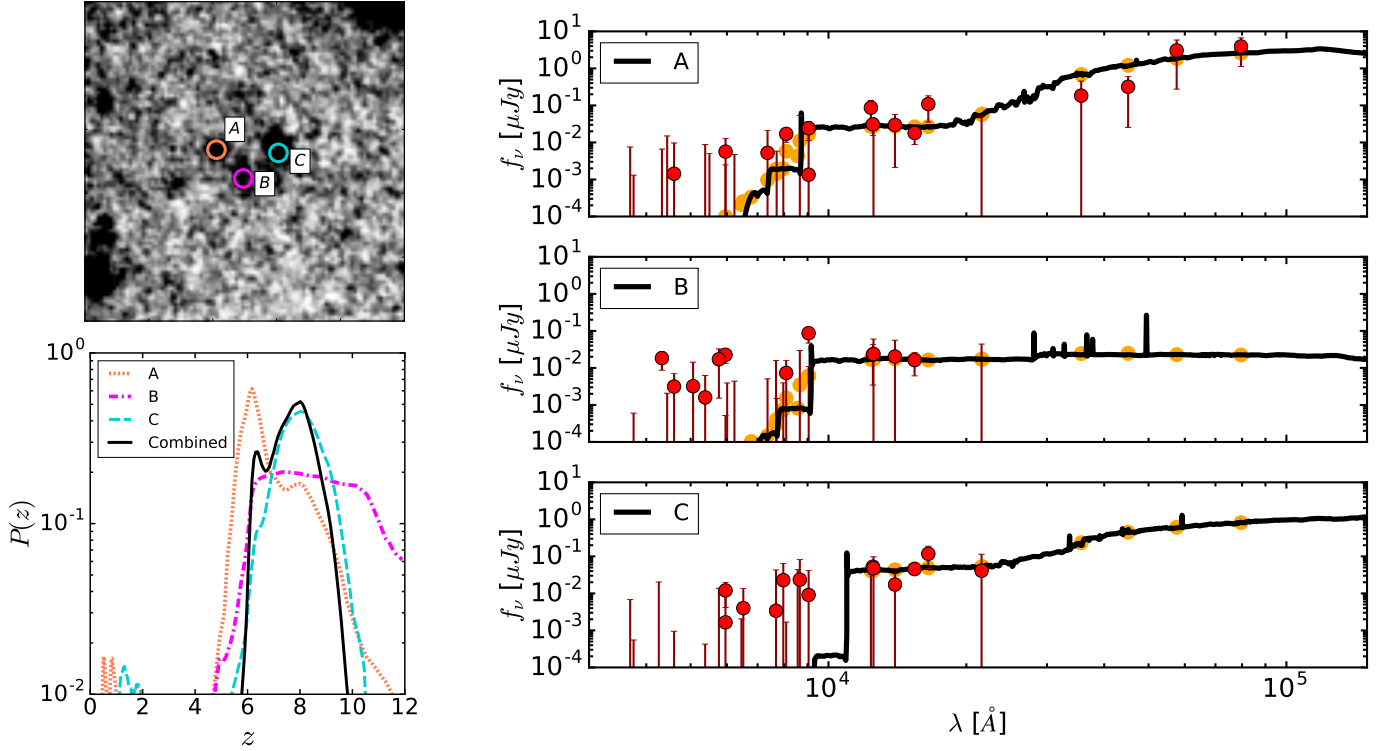 A
B
C
10⁰
10⁻¹
10⁻²
P(z)
A
B
C
Combined
0 2 4 6 8 10 12
z
10¹
10⁰
10⁻¹
10⁻²
10⁻³
10⁻⁴
f_ν [μJy]
A
10¹
10⁰
10⁻¹
10⁻²
10⁻³
10⁻⁴
f_ν [μJy]
B
10¹
10⁰
10⁻¹
10⁻²
10⁻³
10⁻⁴
f_ν [μJy]
C
10⁴ 10⁵
λ [Å]